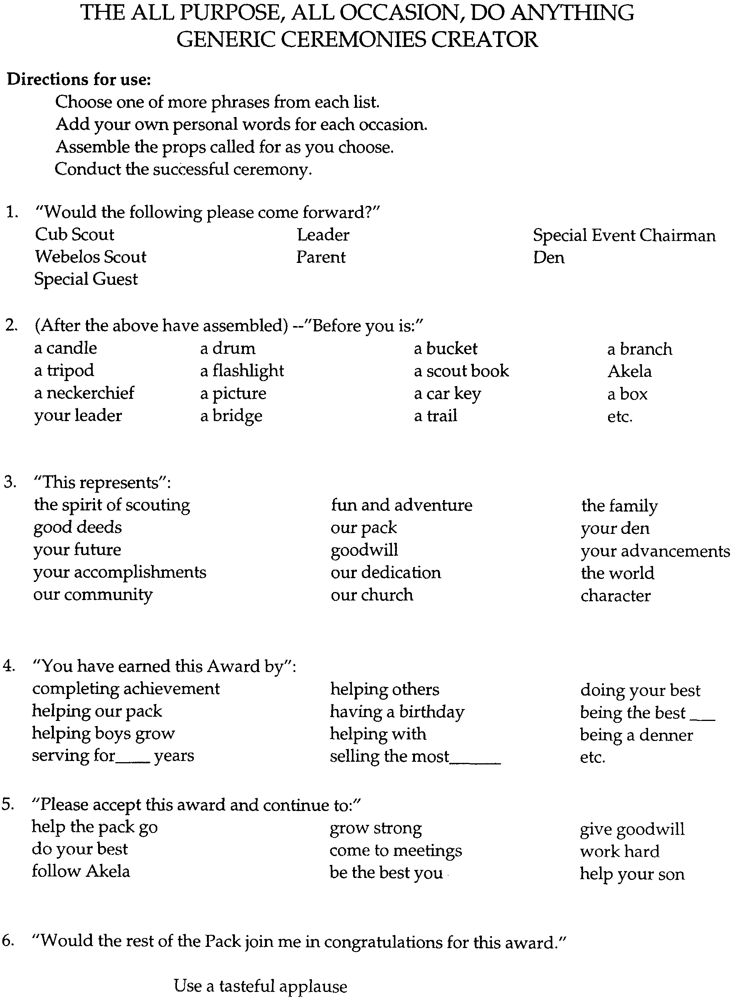 THE ALL PURPOSE, ALL OCCASION, DO ANYTHING
GENERIC CEREMONIES CREATOR
Directions for use:
Choose one of more phrases from each list.
Add your own personal words for each occasion.
Assemble the props called for as you choose.
Conduct the successful ceremony.
1. "Would the following please come forward?"
Cub Scout Leader Special Event Chairman
Webelos Scout Parent Den
Special Guest
2. (After the above have assembled) --"Before you is:"
a candle a drum a bucket a branch
a tripod a flashlight a scout book Akela
a neckerchief a picture a car key a box
your leader a bridge a trail etc.
3. "This represents":
the spirit of scouting fun and adventure the family
good deeds our pack your den
your future goodwill your advancements
your accomplishments our dedication the world
our community our church character
4. "You have earned this Award by":
completing achievement helping others doing your best
helping our pack having a birthday being the best ___
helping boys grow helping with being a denner
serving for____ years selling the most______ etc.
5. "Please accept this award and continue to:"
help the pack go grow strong give goodwill
do your best come to meetings work hard
follow Akela be the best you help your son
6. "Would the rest of the Pack join me in congratulations for this award."
Use a tasteful applause